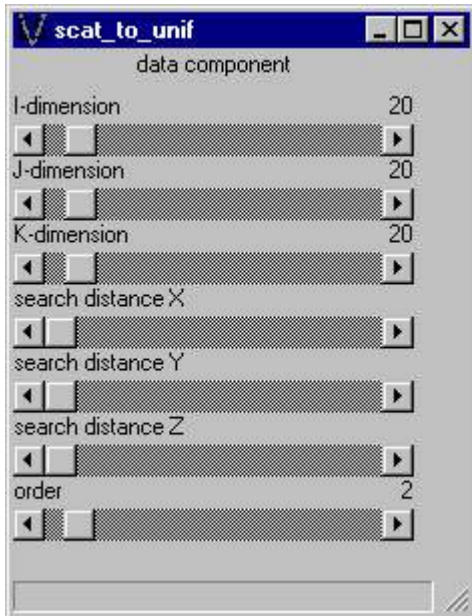 scat_to_unif
data component
I-dimension 20
J-dimension 20
K-dimension 20
search distance X
search distance Y
search distance Z
order 2